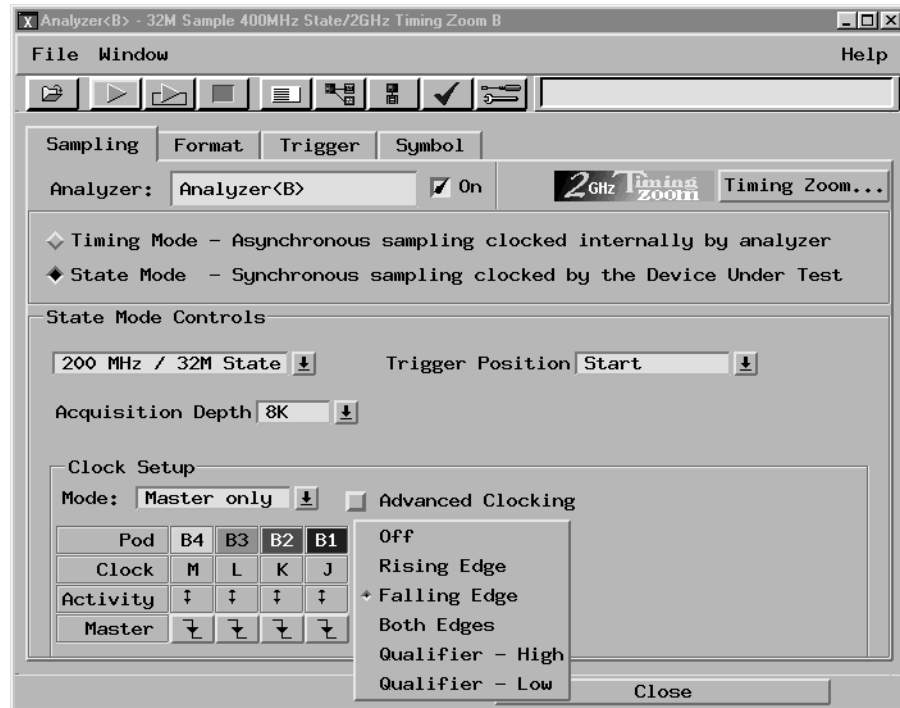 Analyzer<B> - 32M Sample 400MHz State/2GHz Timing Zoom B
File Window Help
Sampling Format Trigger Symbol
Analyzer: Analyzer<B> On 2 GHz Timing Zoom Timing Zoom...
Timing Mode - Asynchronous sampling clocked internally by analyzer
State Mode - Synchronous sampling clocked by the Device Under Test
State Mode Controls
200 MHz / 32M State Trigger Position Start
Acquisition Depth 8K
Clock Setup
Mode: Master only Advanced Clocking
Pod B4 B3 B2 B1
Clock M L K J
Activity
Master
Off
Rising Edge
Falling Edge
Both Edges
Qualifier - High
Qualifier - Low
Close